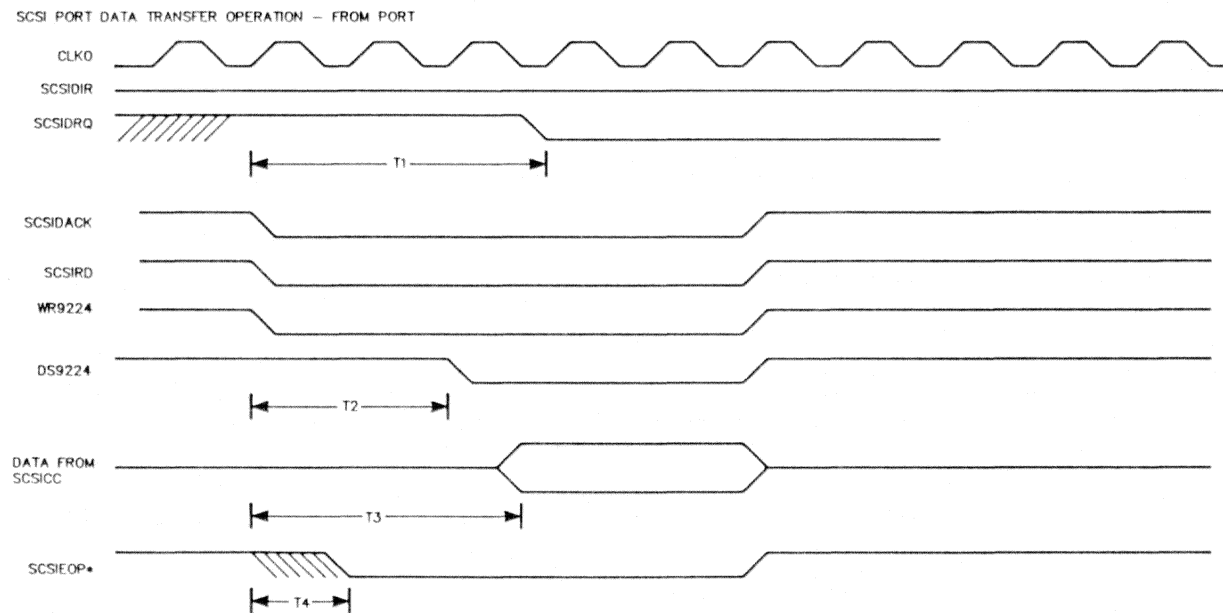 SCSI PORT DATA TRANSFER OPERATION – FROM PORT
CLKO
SCSIDIR
SCSIDRQ
T1
SCSIDACK
SCSIRD
WR9224
DS9224
T2
DATA FROM
SCSICC
T3
SCSIEOP*
T4